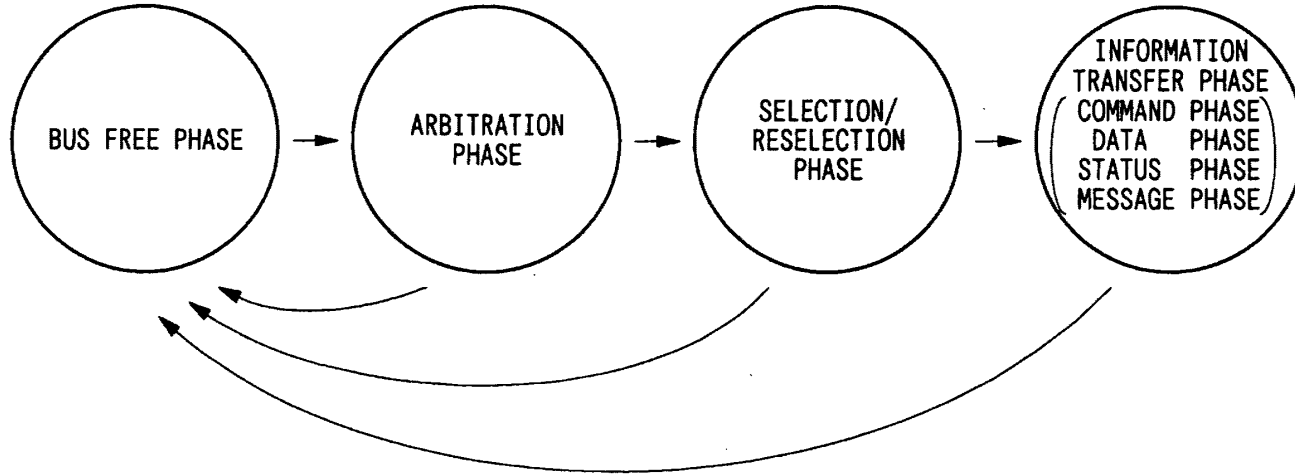 BUS FREE PHASE
ARBITRATION
PHASE
SELECTION/
RESELECTION
PHASE
INFORMATION
TRANSFER PHASE
(COMMAND PHASE
DATA PHASE
STATUS PHASE
MESSAGE PHASE)